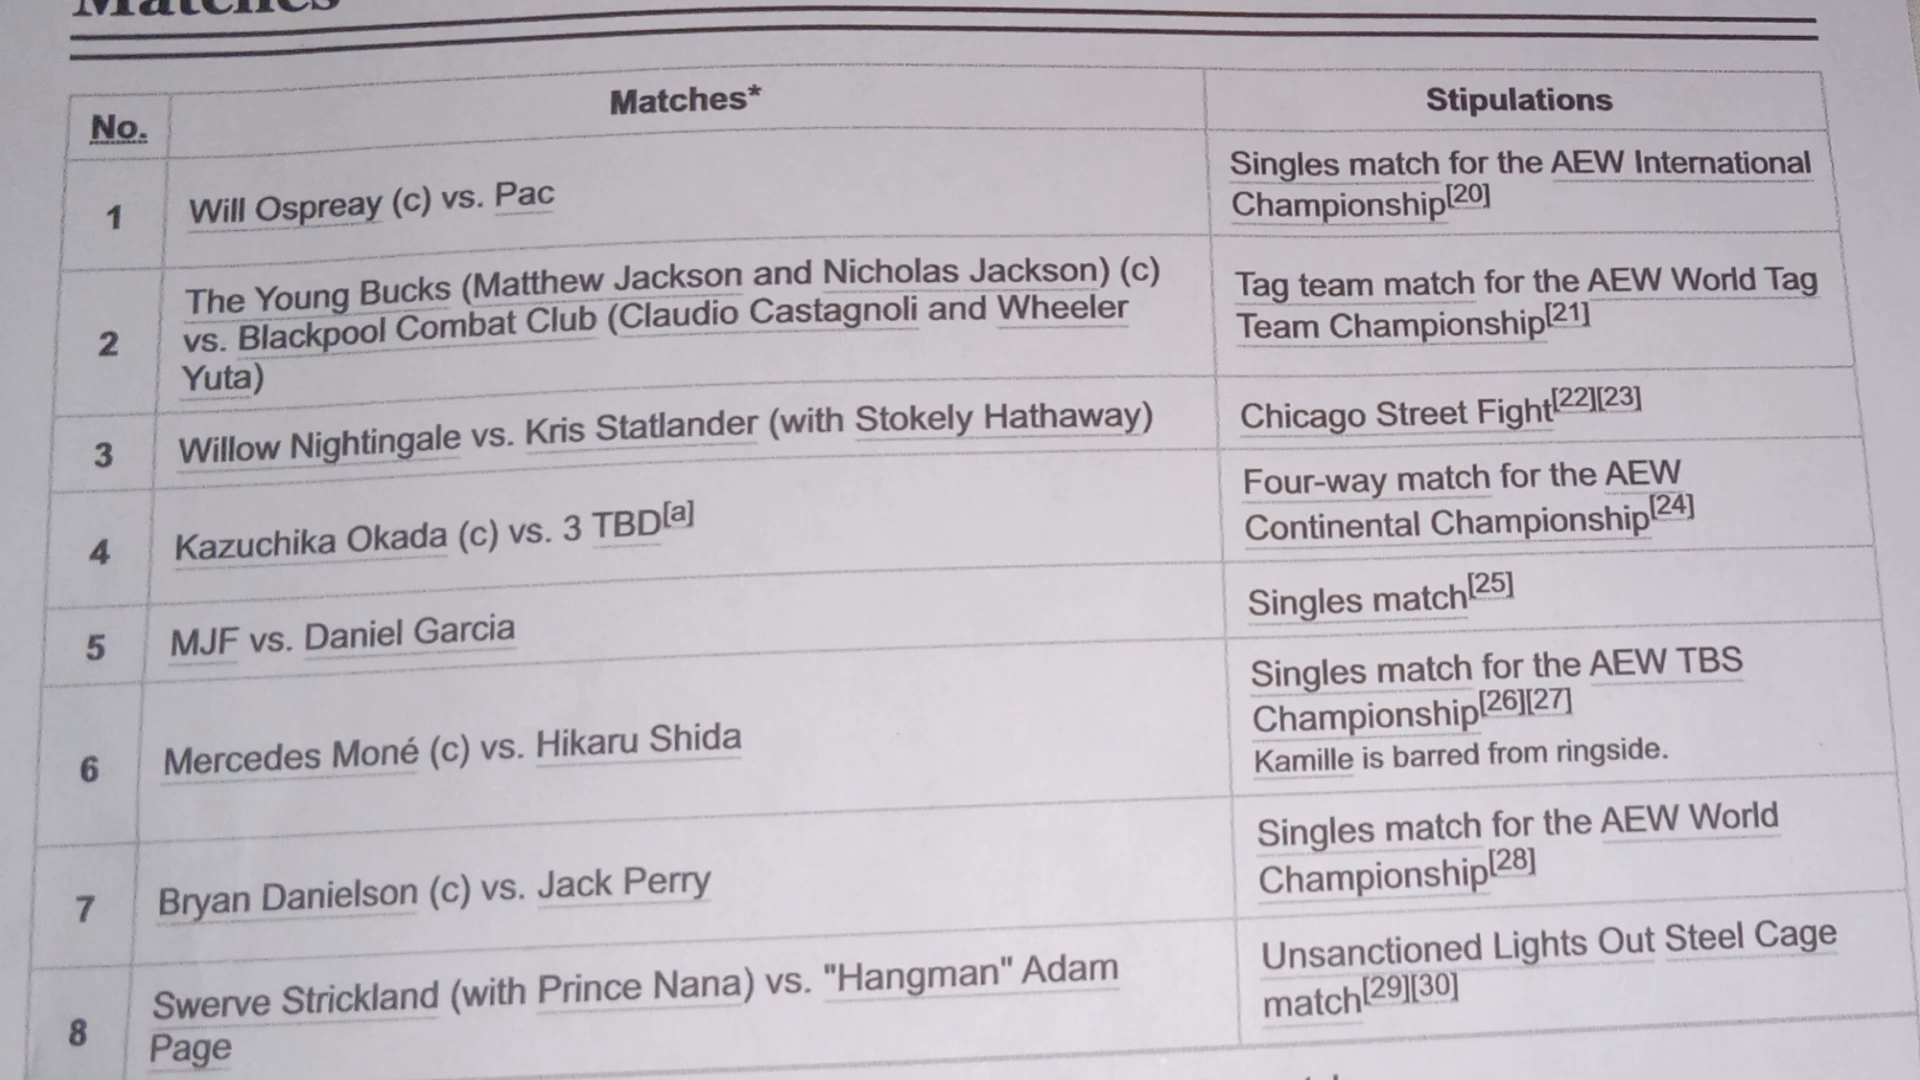 Matches
No. Matches* Stipulations
1 Will Ospreay (c) vs. Pac
Singles match for the AEW International
Championship[20]
2
The Young Bucks (Matthew Jackson and Nicholas Jackson) (c)
vs. Blackpool Combat Club (Claudio Castagnoli and Wheeler
Yuta)
Tag team match for the AEW World Tag
Team Championship[21]
3 Willow Nightingale vs. Kris Statlander (with Stokely Hathaway) Chicago Street Fight[22][23]
4 Kazuchika Okada (c) vs. 3 TBD[a]
Four-way match for the AEW
Continental Championship[24]
5 MJF vs. Daniel Garcia Singles match[25]
6 Mercedes Moné (c) vs. Hikaru Shida
Singles match for the AEW TBS
Championship[26][27]
Kamille is barred from ringside.
7 Bryan Danielson (c) vs. Jack Perry
Singles match for the AEW World
Championship[28]
8
Swerve Strickland (with Prince Nana) vs. "Hangman" Adam
Page
Unsanctioned Lights Out Steel Cage
match[29][30]